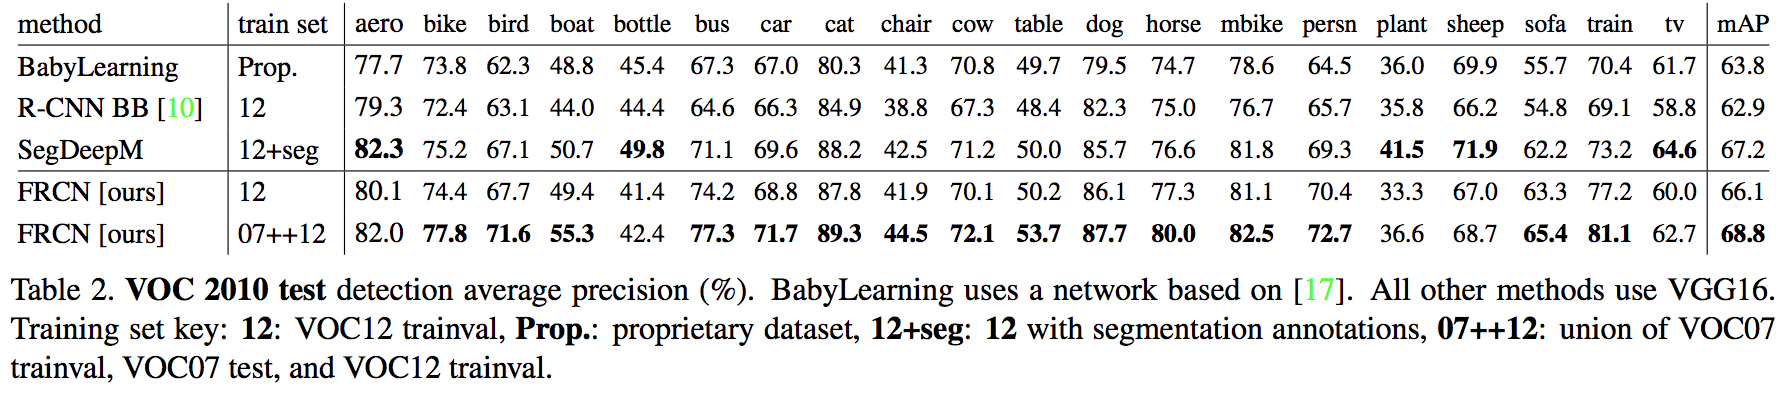 method train set aero bike bird boat bottle bus car cat chair cow table dog horse mbike persn plant sheep sofa train tv mAP
BabyLearning Prop. 77.7 73.8 62.3 48.8 45.4 67.3 67.0 80.3 41.3 70.8 49.7 79.5 74.7 78.6 64.5 36.0 69.9 55.7 70.4 61.7 63.8
R-CNN BB [10] 12 79.3 72.4 63.1 44.0 44.4 64.6 66.3 84.9 38.8 67.3 48.4 82.3 75.0 76.7 65.7 35.8 66.2 54.8 69.1 58.8 62.9
SegDeepM 12+seg 82.3 75.2 67.1 50.7 49.8 71.1 69.6 88.2 42.5 71.2 50.0 85.7 76.6 81.8 69.3 41.5 71.9 62.2 73.2 64.6 67.2
FRCN [ours] 12 80.1 74.4 67.7 49.4 41.4 74.2 68.8 87.8 41.9 70.1 50.2 86.1 77.3 81.1 70.4 33.3 67.0 63.3 77.2 60.0 66.1
FRCN [ours] 07++12 82.0 77.8 71.6 55.3 42.4 77.3 71.7 89.3 44.5 72.1 53.7 87.7 80.0 82.5 72.7 36.6 68.7 65.4 81.1 62.7 68.8
Table 2. VOC 2010 test detection average precision (%). BabyLearning uses a network based on [17]. All other methods use VGG16.
Training set key: 12: VOC12 trainval, Prop.: proprietary dataset, 12+seg: 12 with segmentation annotations, 07++12: union of VOC07
trainval, VOC07 test, and VOC12 trainval.